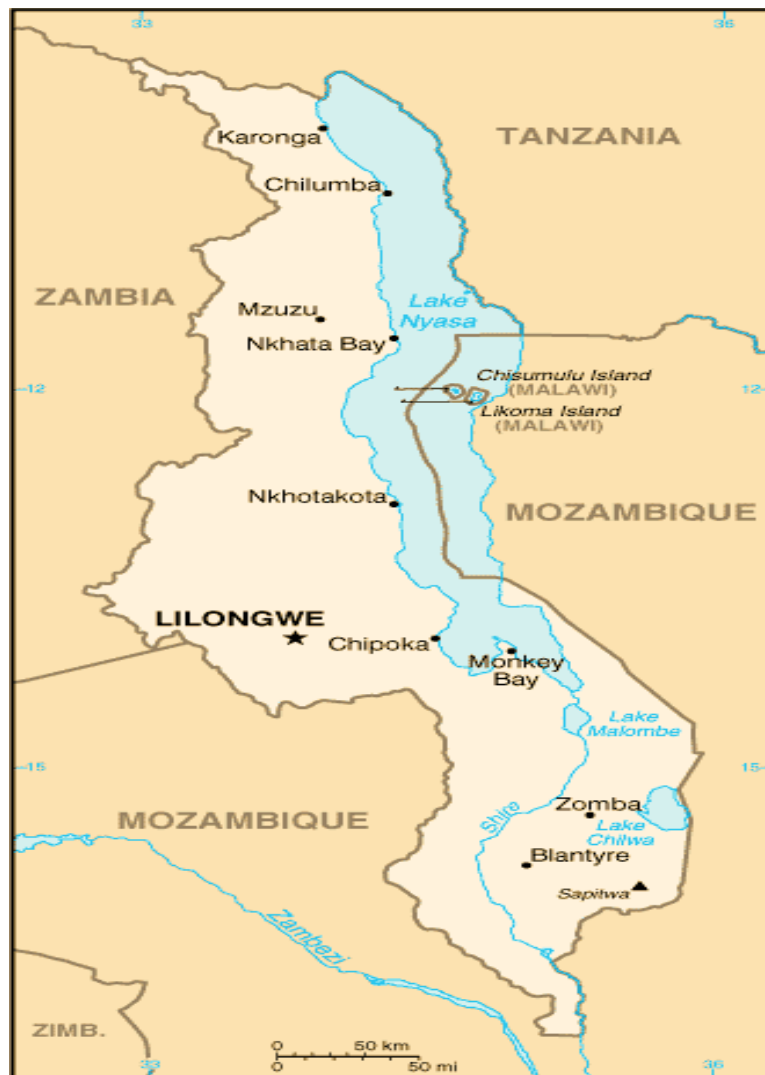 33
36
Karonga
TANZANIA
Chilumba
ZAMBIA
Lake
Nyasa
Mzuzu
Nkhata Bay
12
Chisumulu Island
(MALAWI)
12
Likoma Island
(MALAWI)
Nkhotakota
MOZAMBIQUE
LILONGWE
Chipoka
Monkey
Bay
Lake
Malombe
15
15
MOZAMBIQUE
Shire
Zomba
Lake
Chilwa
Blantyre
Sapitwa
Zambezi
ZIMB.
0
50 km
0
50 mi
33
36